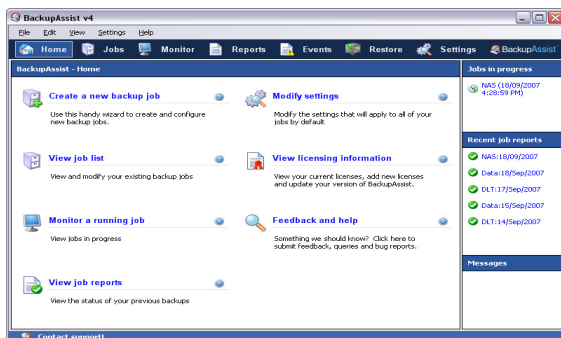 BackupAssist v4
File Edit View Settings Help
Home Jobs Monitor Reports Events Restore Settings BackupAssist
BackupAssist - Home
Jobs in progress
Create a new backup job
Use this handy wizard to create and configure
new backup jobs.
Modify settings
Modify the settings that will apply to all of your
jobs by default
NAS (18/09/2007
4:28:59 PM)
View job list
View and modify your existing backup jobs
View licensing information
View your current licenses, add new licenses
and update your version of BackupAssist.
Recent job reports
NAS:18/09/2007
Data:18/Sep/2007
DLT:17/Sep/2007
Data:15/Sep/2007
DLT:14/Sep/2007
Monitor a running job
View jobs in progress
Feedback and help
Something we should know? Click here to
submit feedback, queries and bug reports.
Messages
View job reports
View the status of your previous backups
Contact support!